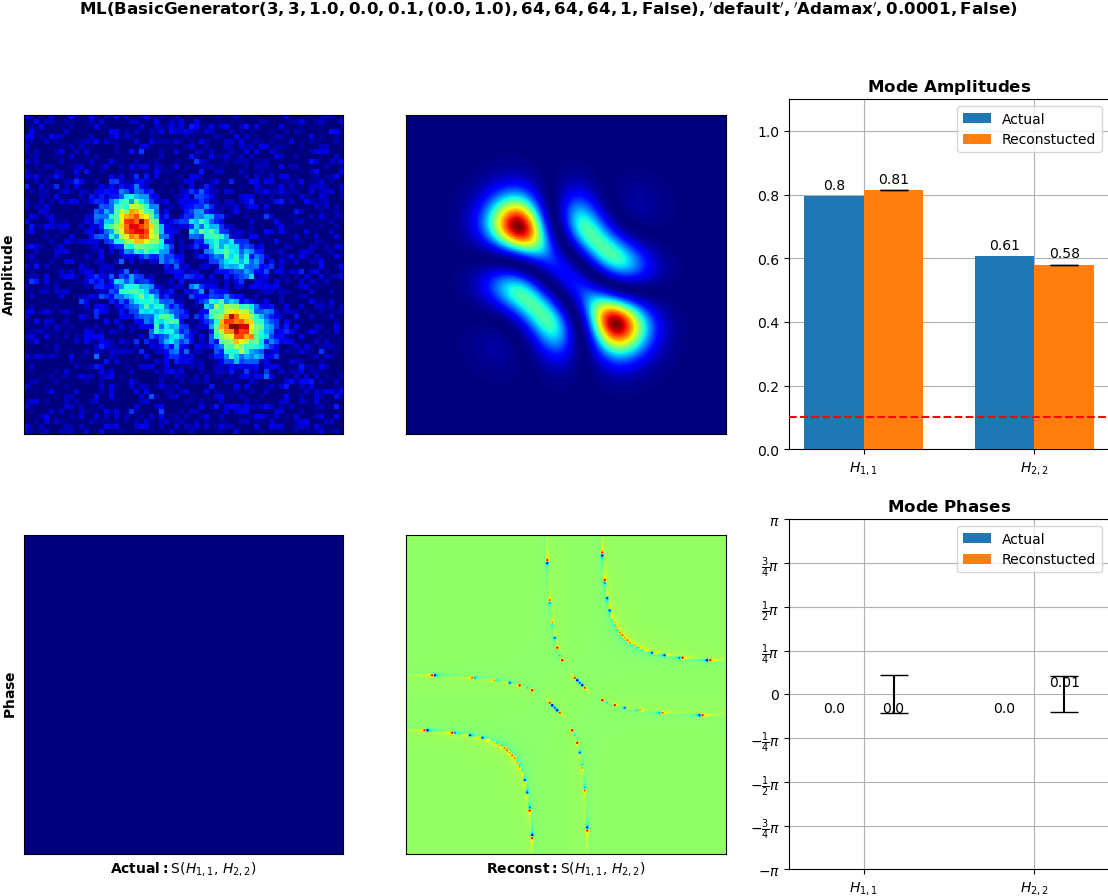 ML(BasicGenerator(3, 3, 1.0, 0.0, 0.1, (0.0, 1.0), 64, 64, 64, 1, False), 'default', 'Adamax', 0.0001, False)
Amplitude
Mode Amplitudes
Actual
Reconstucted
1.0
0.8
0.6
0.4
0.2
0.0
0.8
0.81
0.61
0.58
H1, 1
H2, 2
Phase
Actual: S(H1, 1, H2, 2)
Reconst: S(H1, 1, H2, 2)
Mode Phases
Actual
Reconstucted
π
3/4π
1/2π
1/4π
0
−1/4π
−1/2π
−3/4π
−π
0.0
0.0
0.0
0.01
H1, 1
H2, 2